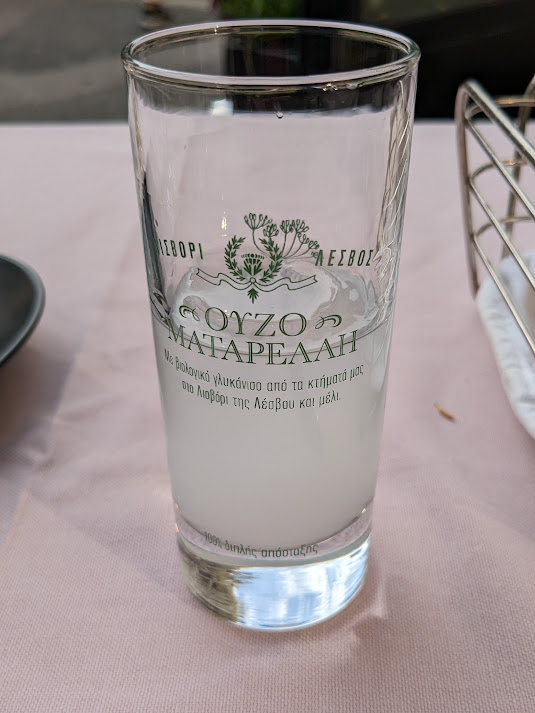 ΛΕΣΒΟΣ
ΟΥΖΟ
ΜΑΤΑΡΕΛΛΗ
Με βιολογικό γλυκάνισο από τα κτήματά μας
στο Λισβόρι της Λέσβου και μέλι.
100% διπλής απόσταξης